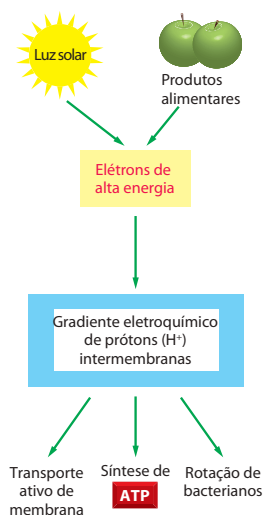 Luz solar
Produtos
alimentares
Elétrons de
alta energia
Gradiente eletroquímico
de prótons (H⁺)
intermembranas
Transporte
ativo de
membrana
Síntese de
ATP
Rotação de
bacterianos